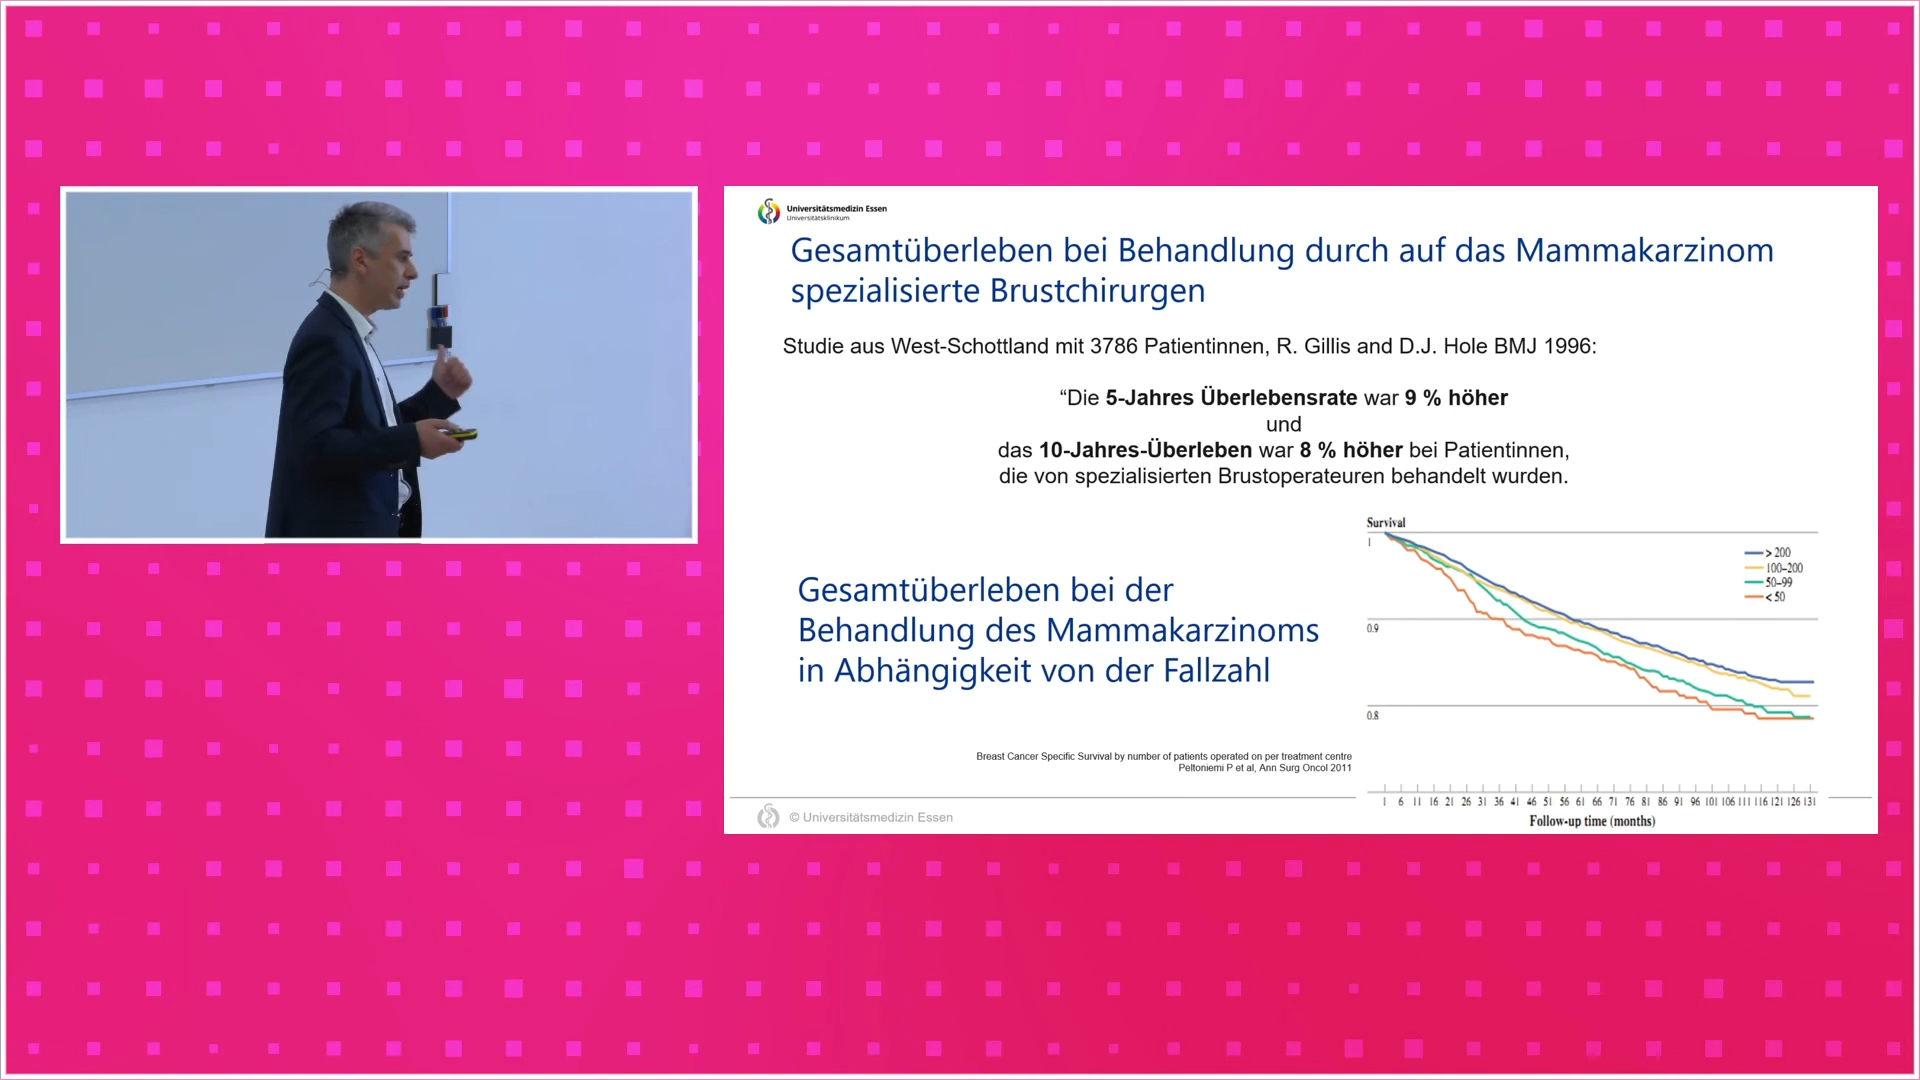 Universitätsmedizin Essen
Universitätsklinikum
Gesamtüberleben bei Behandlung durch auf das Mammakarzinom
spezialisierte Brustchirurgen
Studie aus West-Schottland mit 3786 Patientinnen, R. Gillis and D.J. Hole BMJ 1996:
“Die 5-Jahres Überlebensrate war 9 % höher
und
das 10-Jahres-Überleben war 8 % höher bei Patientinnen,
die von spezialisierten Brustoperateuren behandelt wurden.
Gesamtüberleben bei der
Behandlung des Mammakarzinoms
in Abhängigkeit von der Fallzahl
Breast Cancer Specific Survival by number of patients operated on per treatment centre
Peltoniemi P et al, Ann Surg Oncol 2011
Survival
1
0.9
0.8
> 200
100–200
50–99
< 50
1 6 11 16 21 26 31 36 41 46 51 56 61 66 71 76 81 86 91 96 101 106 111 116 121 126 131
Follow-up time (months)
© Universitätsmedizin Essen